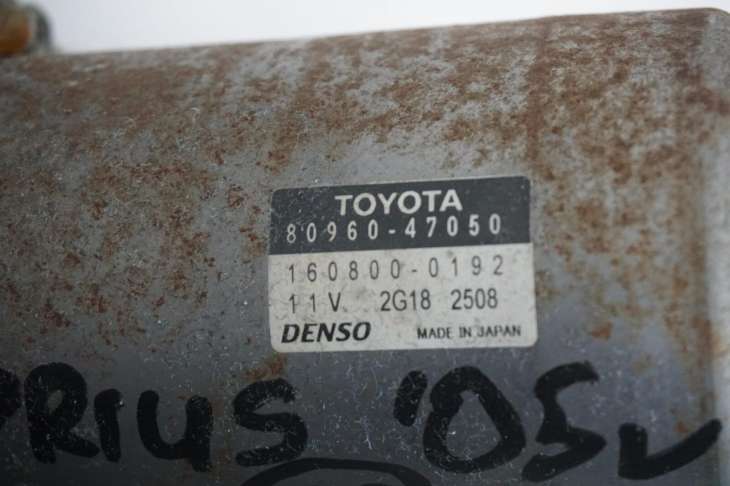 TOYOTA
80960-47050
160800-0192
11V. 2G18 2508
DENSO MADE IN JAPAN
PRIUS '05